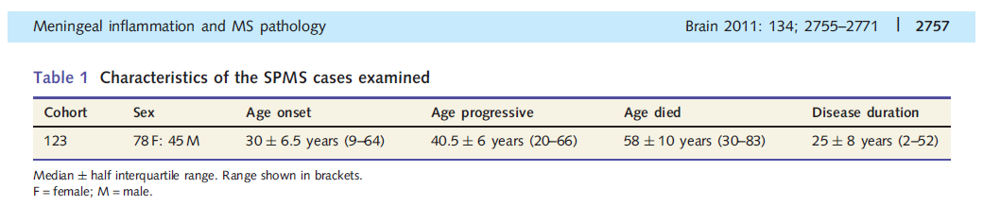 Meningeal inflammation and MS pathology Brain 2011: 134; 2755–2771 | 2757
Table 1 Characteristics of the SPMS cases examined
Cohort Sex Age onset Age progressive Age died Disease duration
123 78 F: 45 M 30 ± 6.5 years (9–64) 40.5 ± 6 years (20–66) 58 ± 10 years (30–83) 25 ± 8 years (2–52)
Median ± half interquartile range. Range shown in brackets.
F = female; M = male.